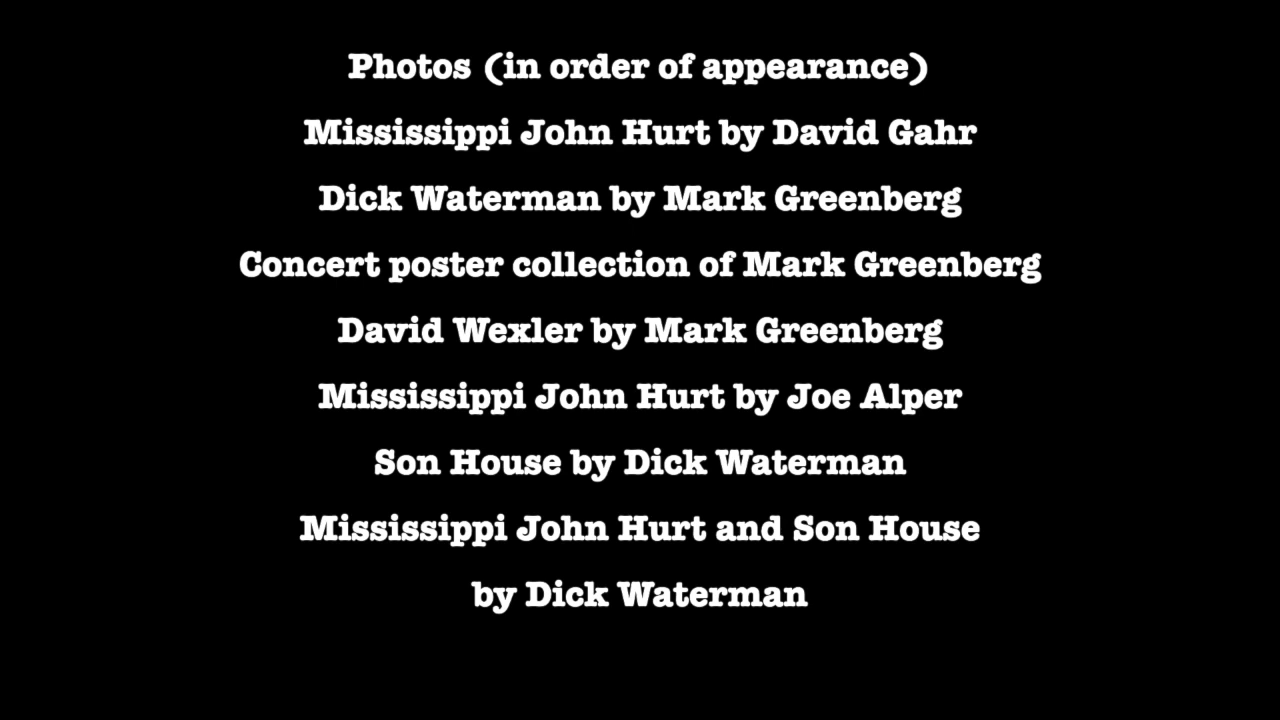 Photos (in order of appearance)
Mississippi John Hurt by David Gahr
Dick Waterman by Mark Greenberg
Concert poster collection of Mark Greenberg
David Wexler by Mark Greenberg
Mississippi John Hurt by Joe Alper
Son House by Dick Waterman
Mississippi John Hurt and Son House
by Dick Waterman